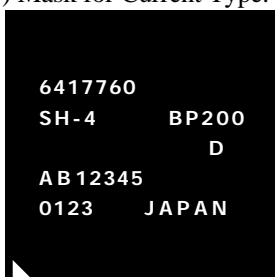 ) Mask for Current Type:
6417760
SH-4 BP200
D
AB12345
0123 JAPAN